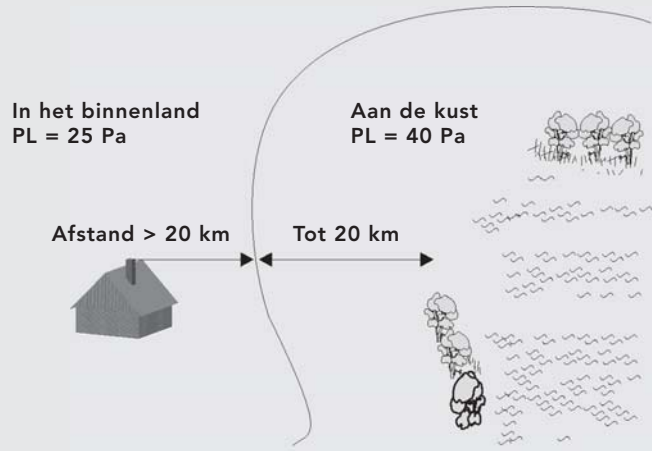 In het binnenland
PL = 25 Pa
Aan de kust
PL = 40 Pa
Afstand > 20 km
Tot 20 km